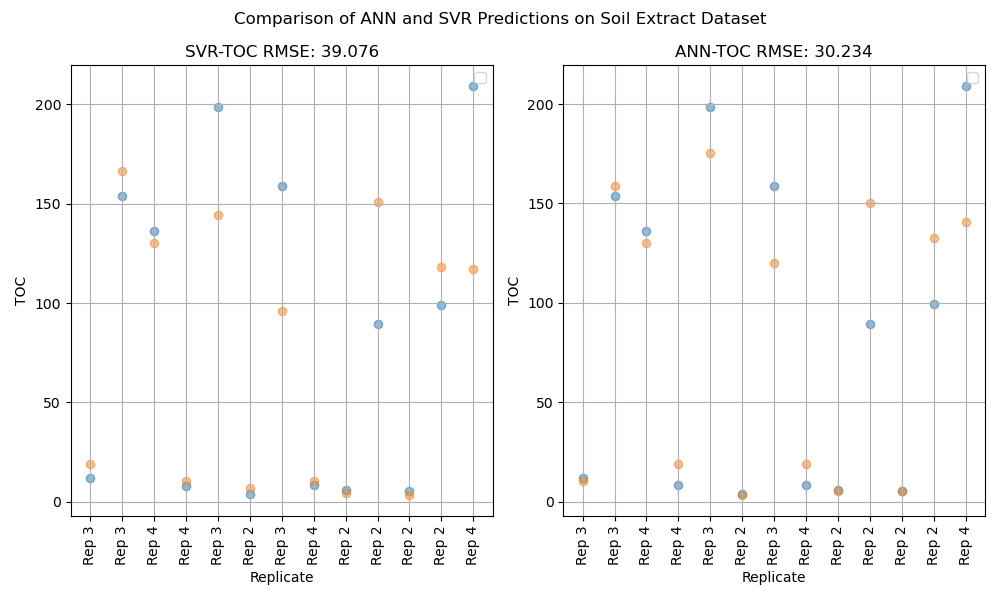 Comparison of ANN and SVR Predictions on Soil Extract Dataset
SVR-TOC RMSE: 39.076
TOC
200
150
100
50
0
Rep 3
Rep 3
Rep 4
Rep 4
Rep 3
Rep 2
Rep 3
Rep 4
Rep 2
Rep 2
Rep 2
Rep 2
Rep 4
Replicate
ANN-TOC RMSE: 30.234
TOC
200
150
100
50
0
Rep 3
Rep 3
Rep 4
Rep 4
Rep 3
Rep 2
Rep 3
Rep 4
Rep 2
Rep 2
Rep 2
Rep 2
Rep 4
Replicate